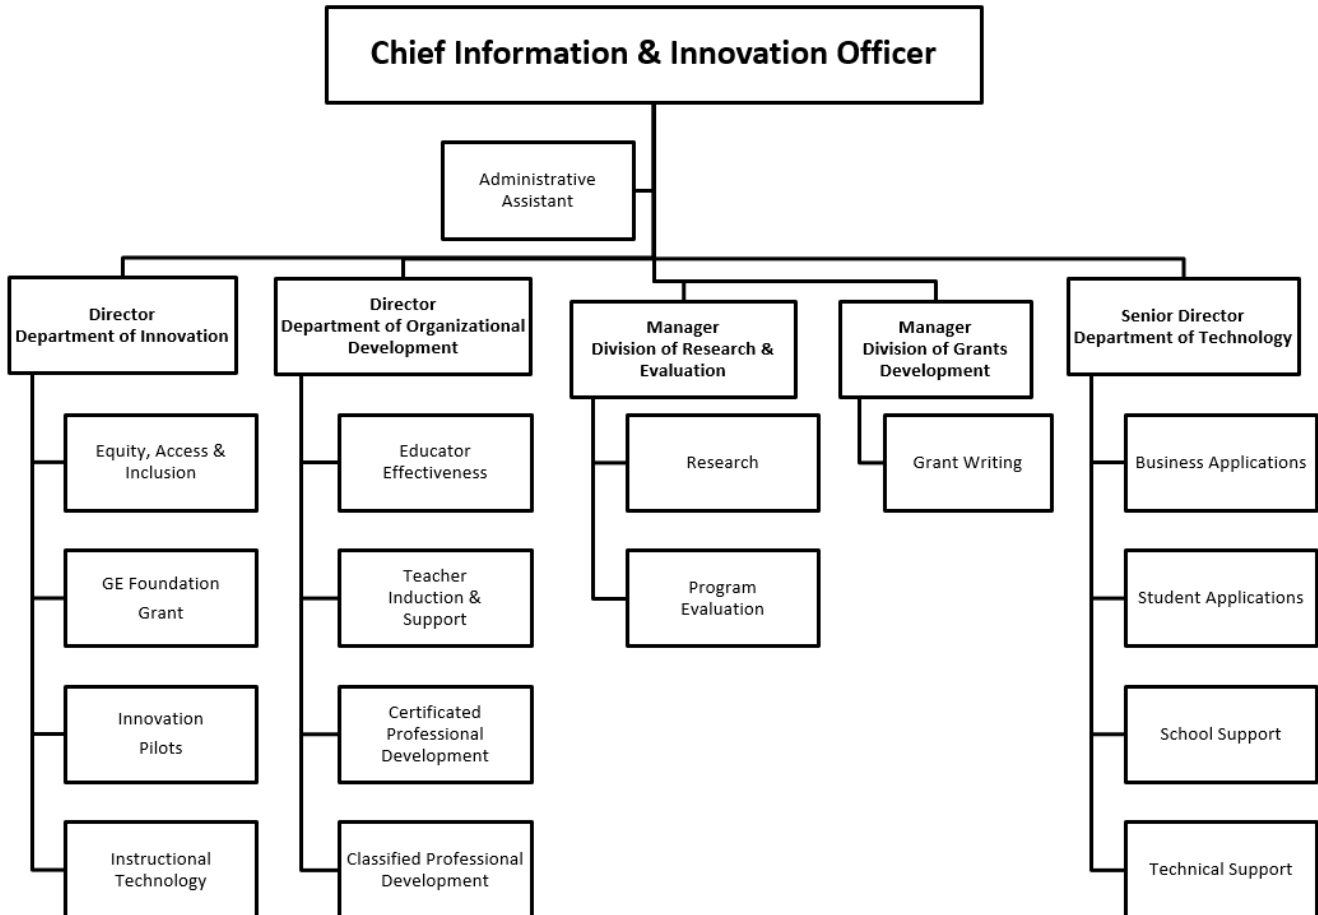 Chief Information & Innovation Officer
Administrative
Assistant
Director
Department of Innovation
Director
Department of Organizational
Development
Manager
Division of Research &
Evaluation
Manager
Division of Grants
Development
Senior Director
Department of Technology
Equity, Access &
Inclusion
GE Foundation
Grant
Innovation
Pilots
Instructional
Technology
Educator
Effectiveness
Teacher
Induction &
Support
Certificated
Professional
Development
Classified Professional
Development
Research
Program
Evaluation
Grant Writing
Business Applications
Student Applications
School Support
Technical Support